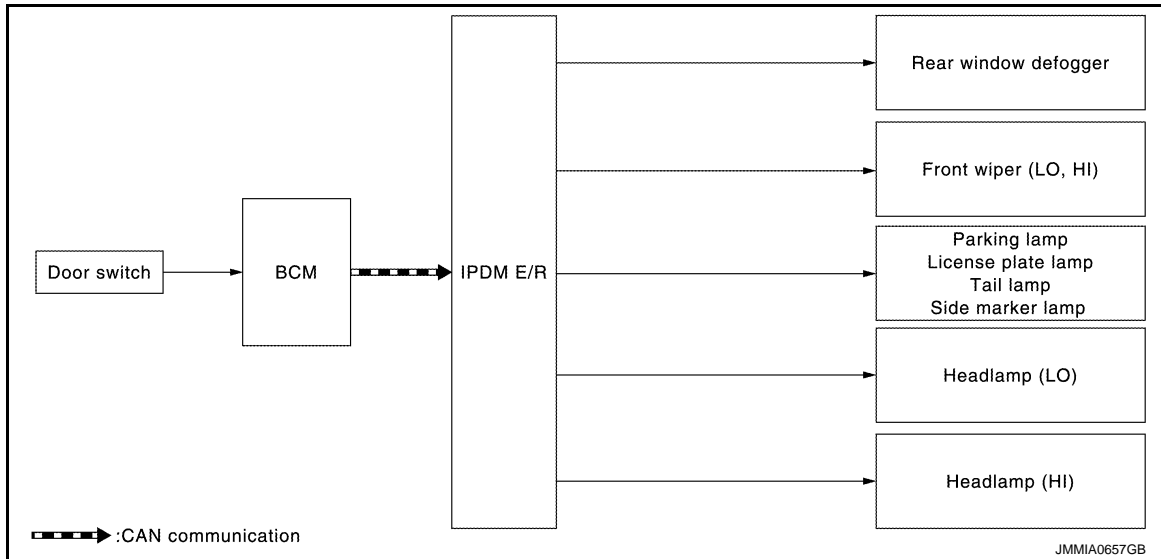 Rear window defogger
Front wiper (LO, HI)
Door switch
BCM
IPDM E/R
Parking lamp
License plate lamp
Tail lamp
Side marker lamp
Headlamp (LO)
Headlamp (HI)
:CAN communication
JMMIA0657GB